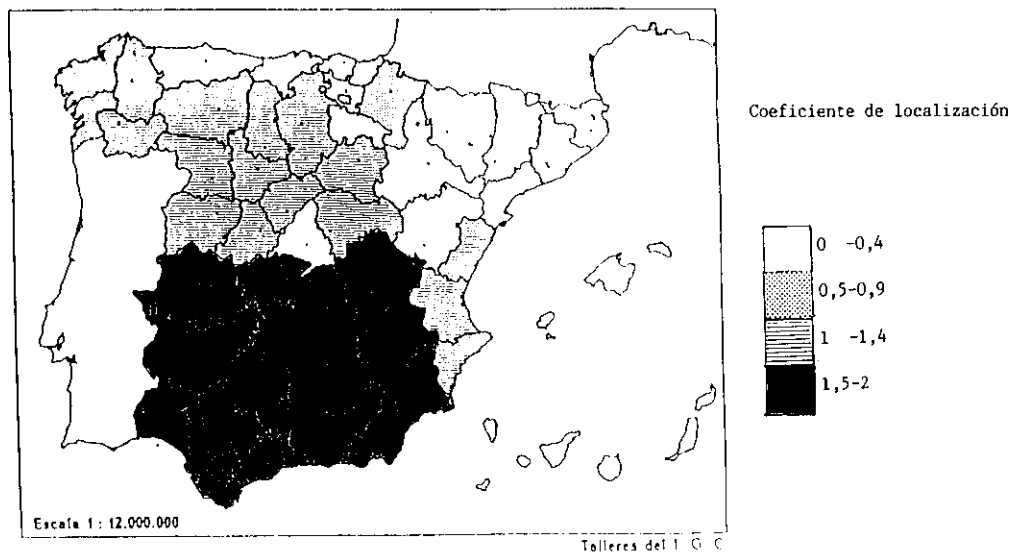 Coeficiente de localización
0 -0,4
0,5-0,9
1 -1,4
1,5-2
Escala 1: 12.000.000
Talleres del I G C